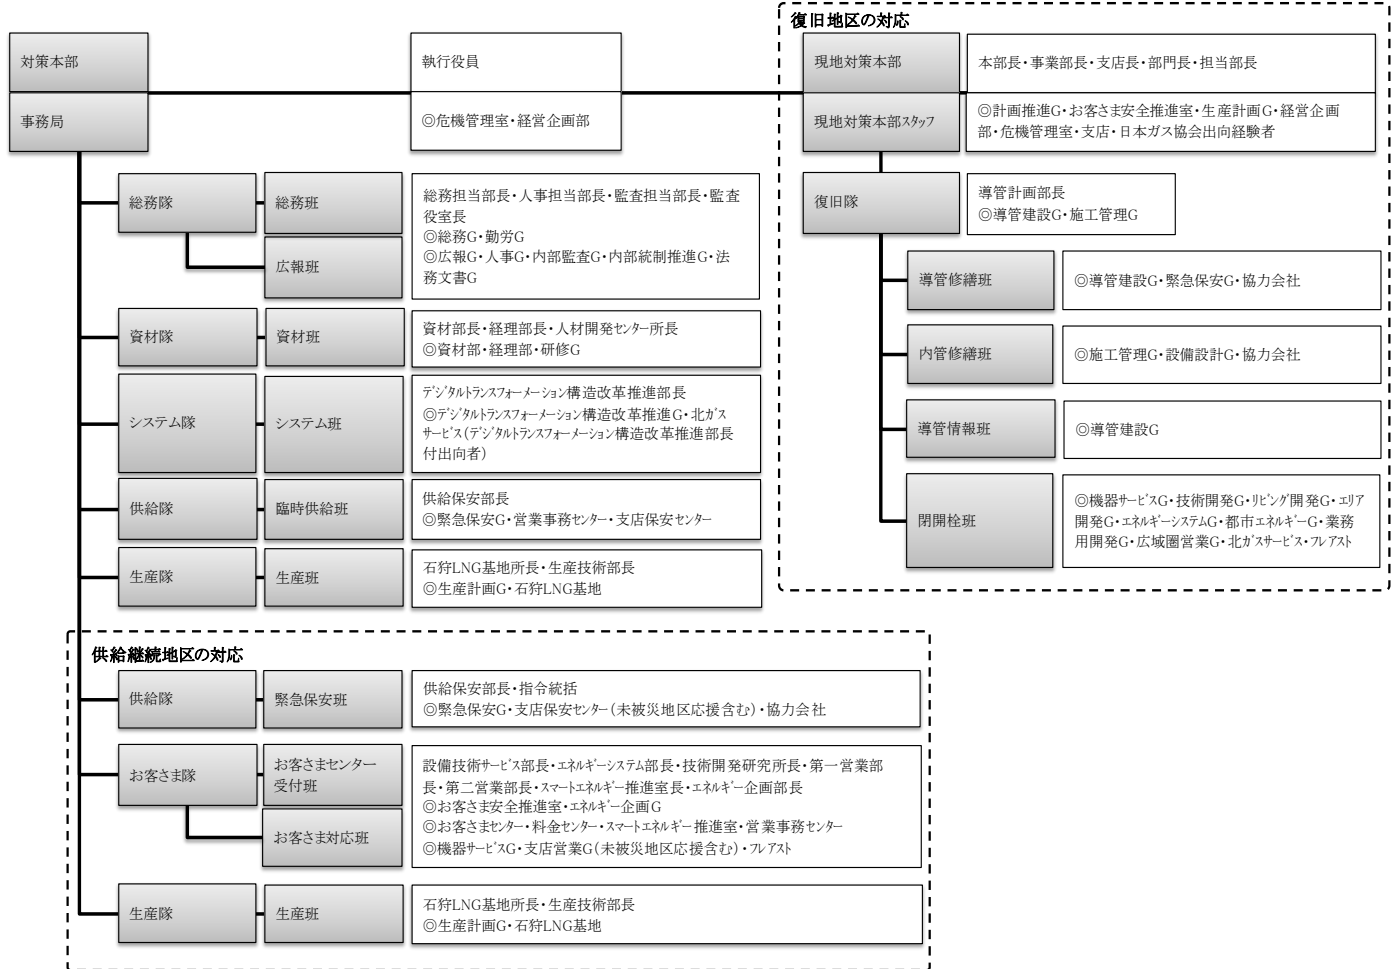 対策本部
執行役員
事務局
◎危機管理室・経営企画部
総務隊
総務班
広報班
総務担当部長・人事担当部長・監査担当部長・監査
役室長
◎総務G・勤労G
◎広報G・人事G・内部監査G・内部統制推進G・法
務文書G
資材隊
資材班
資材部長・経理部長・人材開発ｾﾝﾀｰ所長
◎資材部・経理部・研修G
システム隊
システム班
ﾃﾞｼﾞﾀﾙﾄﾗﾝｽﾌｫｰﾒｰｼｮﾝ構造改革推進部長
◎ﾃﾞｼﾞﾀﾙﾄﾗﾝｽﾌｫｰﾒｰｼｮﾝ構造改革推進G・北ｶﾞｽ
ｻｰﾋﾞｽ（ﾃﾞｼﾞﾀﾙﾄﾗﾝｽﾌｫｰﾒｰｼｮﾝ構造改革推進部長
付出向者）
供給隊
臨時供給班
供給保安部長
◎緊急保安G・営業事務センター・支店保安センター
生産隊
生産班
石狩LNG基地所長・生産技術部長
◎生産計画G・石狩LNG基地
供給継続地区の対応
供給隊
緊急保安班
供給保安部長・指令統括
◎緊急保安G・支店保安ｾﾝﾀｰ（未被災地区応援含む）・協力会社
お客さま隊
お客さまセンター
受付班
お客さま対応班
設備技術ｻｰﾋﾞｽ部長・ｴﾈﾙｷﾞｰｼｽﾃﾑ部長・技術開発研究所長・第一営業部
長・第二営業部長・ｽﾏｰﾄｴﾈﾙｷﾞｰ推進室長・ｴﾈﾙｷﾞｰ企画部長
◎お客さま安全推進室・ｴﾈﾙｷﾞｰ企画G
◎お客さまｾﾝﾀｰ・料金ｾﾝﾀｰ・ｽﾏｰﾄｴﾈﾙｷﾞｰ推進室・営業事務ｾﾝﾀｰ
◎機器ｻｰﾋﾞｽG・支店営業G（未被災地区応援含む）・ﾌﾚｱｽﾄ
生産隊
生産班
石狩LNG基地所長・生産技術部長
◎生産計画G・石狩LNG基地
復旧地区の対応
現地対策本部
本部長・事業部長・支店長・部門長・担当部長
現地対策本部ｽﾀｯﾌ
◎計画推進G・お客さま安全推進室・生産計画G・経営企画
部・危機管理室・支店・日本ガス協会出向経験者
復旧隊
導管計画部長
◎導管建設G・施工管理G
導管修繕班
◎導管建設G・緊急保安G・協力会社
内管修繕班
◎施工管理G・設備設計G・協力会社
導管情報班
◎導管建設G
閉開栓班
◎機器ｻｰﾋﾞｽG・技術開発G・ﾘﾋﾞﾝｸﾞ開発G・ｴﾘｱ
開発G・ｴﾈﾙｷﾞｰｼｽﾃﾑG・都市ｴﾈﾙｷﾞｰG・業務
用開発G・広域圏営業G・北ｶﾞｽｻｰﾋﾞｽ・ﾌﾚｱｽﾄ